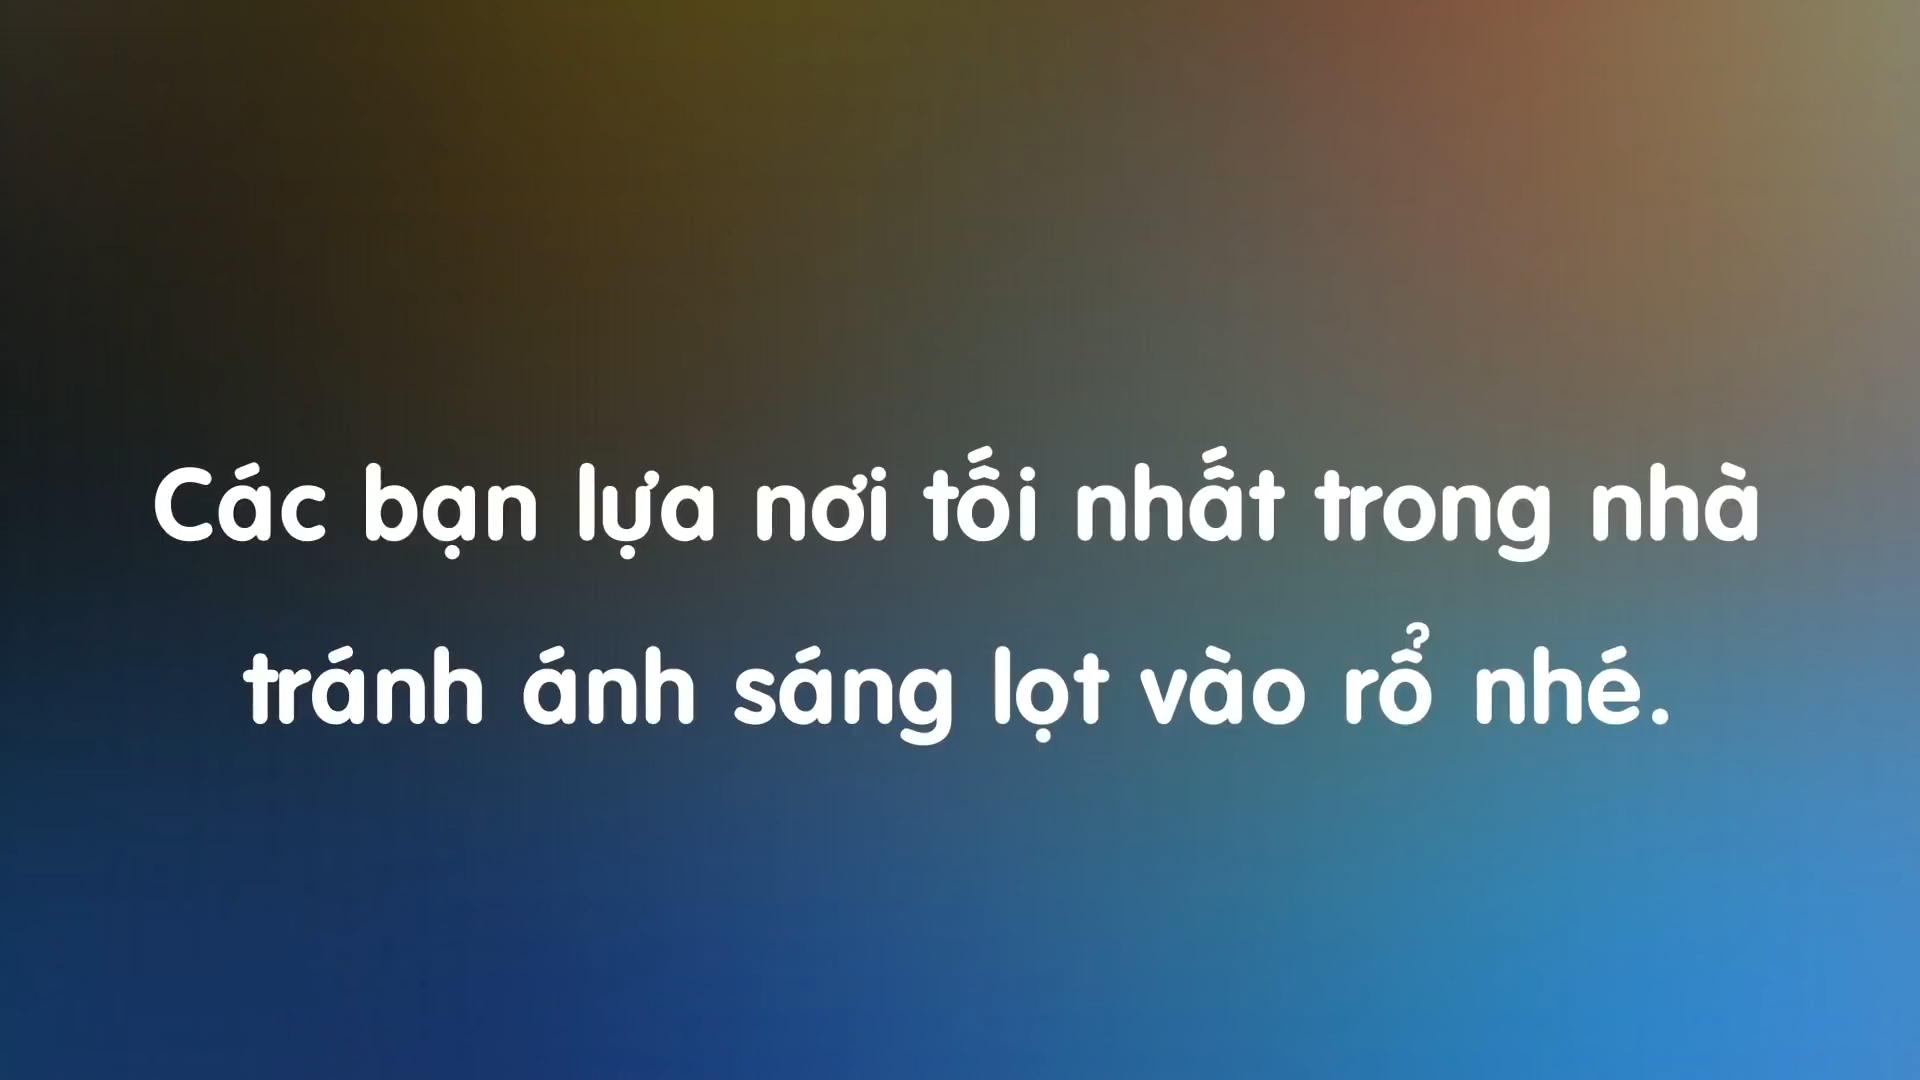 Các bạn lựa nơi tối nhất trong nhà
tránh ánh sáng lọt vào rổ nhé.